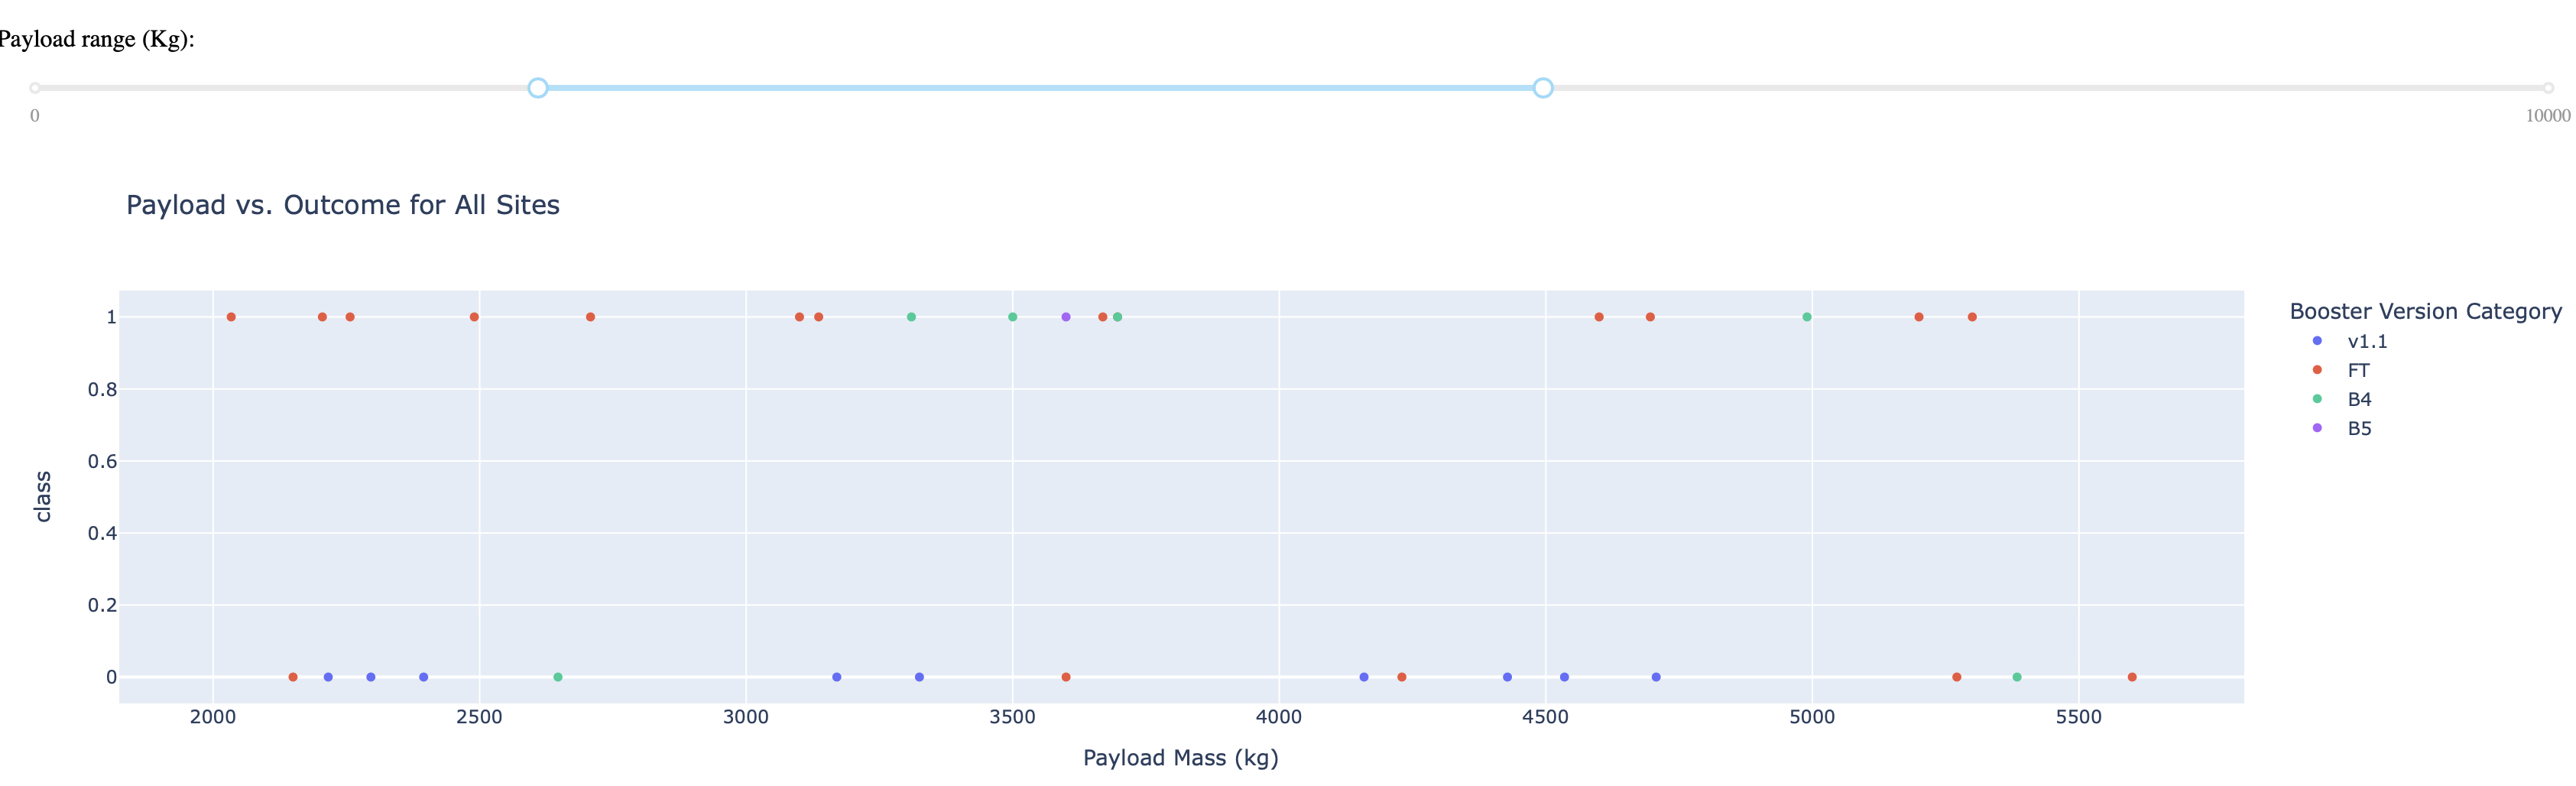 Payload range (Kg):
0
10000
Payload vs. Outcome for All Sites
Booster Version Category
v1.1
FT
B4
B5
1
0.8
0.6
0.4
0.2
0
class
2000
2500
3000
3500
4000
4500
5000
5500
Payload Mass (kg)